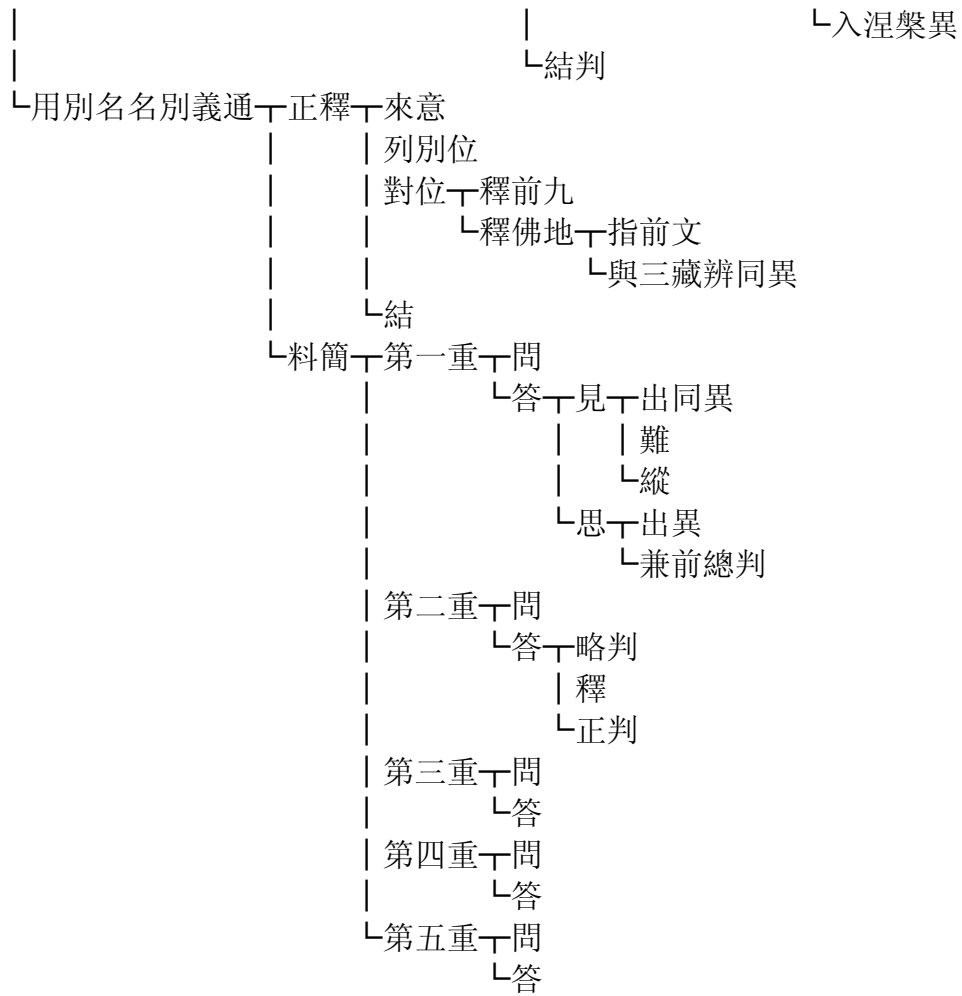 入涅槃異
結判
用別名名別義通 正釋 來意
列別位
對位 釋前九
釋佛地 指前文
與三藏辨同異
結
料簡 第一重 問
答 見 出同異
難
縱
思 出異
兼前總判
第二重 問
答 略判
釋
正判
第三重 問
答
第四重 問
答
第五重 問
答